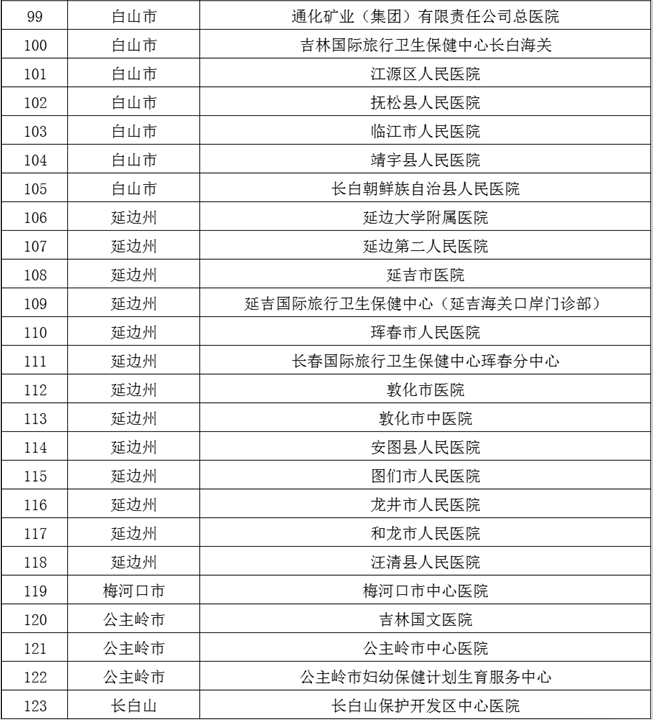 99 白山市 通化矿业（集团）有限责任公司总医院
100 白山市 吉林国际旅行卫生保健中心长白海关
101 白山市 江源区人民医院
102 白山市 抚松县人民医院
103 白山市 临江市人民医院
104 白山市 靖宇县人民医院
105 白山市 长白朝鲜族自治县人民医院
106 延边州 延边大学附属医院
107 延边州 延边第二人民医院
108 延边州 延吉市医院
109 延边州 延吉国际旅行卫生保健中心（延吉海关口岸门诊部）
110 延边州 珲春市人民医院
111 延边州 长春国际旅行卫生保健中心珲春分中心
112 延边州 敦化市医院
113 延边州 敦化市中医院
114 延边州 安图县人民医院
115 延边州 图们市人民医院
116 延边州 龙井市人民医院
117 延边州 和龙市人民医院
118 延边州 汪清县人民医院
119 梅河口市 梅河口市中心医院
120 公主岭市 吉林国文医院
121 公主岭市 公主岭市中心医院
122 公主岭市 公主岭市妇幼保健计划生育服务中心
123 长白山 长白山保护开发区中心医院